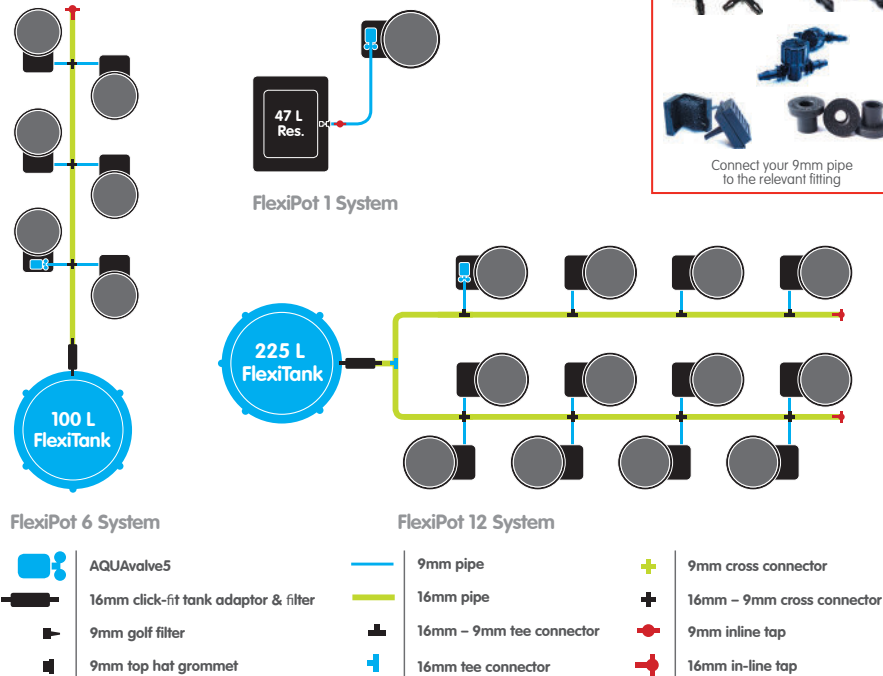 47 L
Res.
FlexiPot 1 System
Connect your 9mm pipe
to the relevant fitting
225 L
FlexiTank
100 L
FlexiTank
FlexiPot 6 System
FlexiPot 12 System
AQUAvalve5
16mm click-fit tank adaptor & filter
9mm golf filter
9mm top hat grommet
9mm pipe
16mm pipe
16mm – 9mm tee connector
16mm tee connector
9mm cross connector
16mm – 9mm cross connector
9mm inline tap
16mm in-line tap